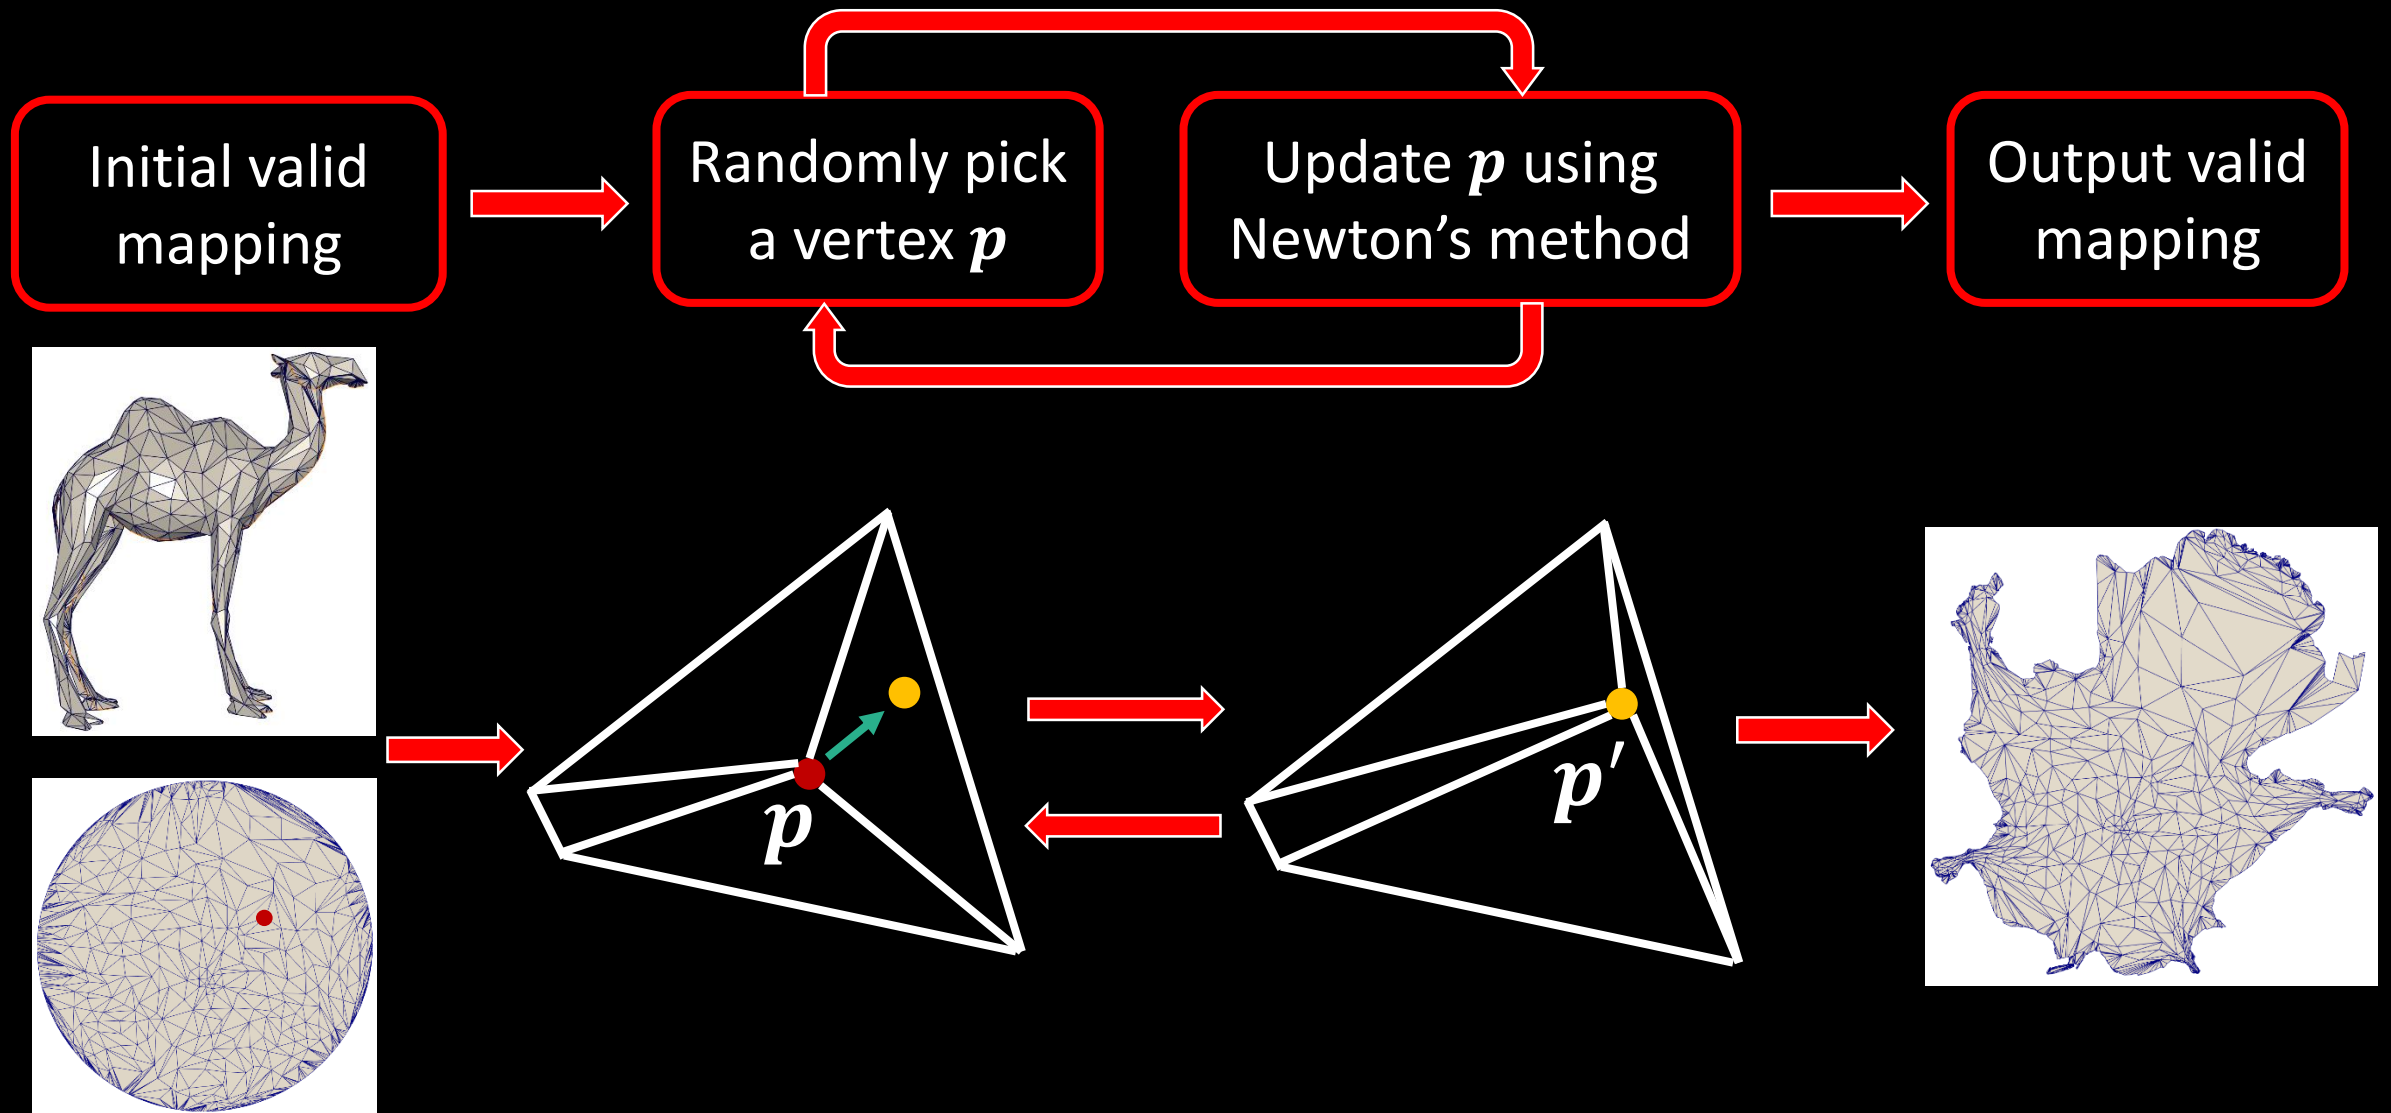 Initial valid
mapping
Randomly pick
a vertex p
Update p using
Newton’s method
Output valid
mapping
p
p′